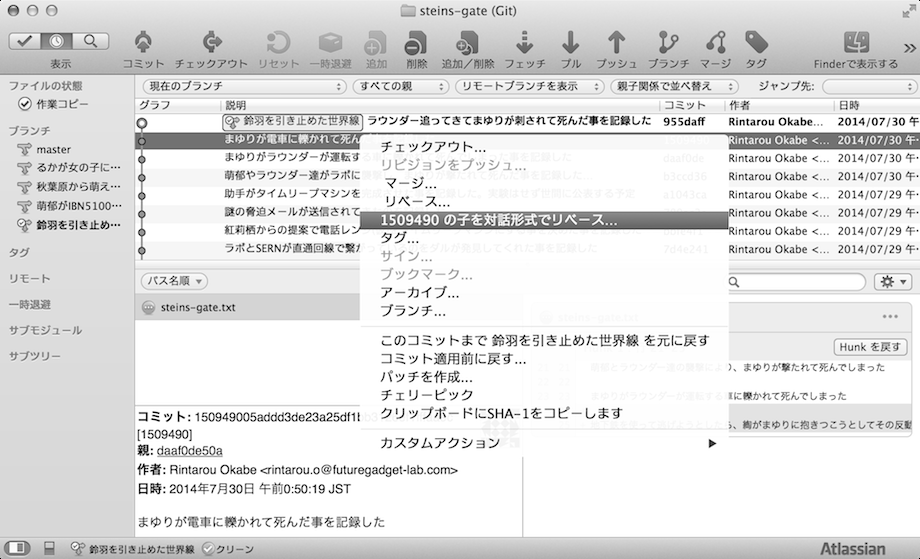 steins-gate (Git)
表示 コミット チェックアウト リセット 一時退避 追加 削除 追加/削除 フェッチ プル プッシュ ブランチ マージ タグ Finderで表示する
ファイルの状態
作業コピー
ブランチ
master
るかが女の子に…
秋葉原から萌え…
萌郁がIBN5100…
鈴羽を引き止め…
タグ
リモート
一時退避
サブモジュール
サブツリー
現在のブランチ すべての親 リモートブランチを表示 親子関係で並べ替え ジャンプ先:
グラフ 説明 コミット 作者 日時
鈴羽を引き止めた世界線 ラウンダー追ってきてまゆりが刺されて死んだ事を記録した 955daff Rintarou Okabe… 2014/07/30 午
まゆりが電車に轢かれて死ん Rintarou Okabe <… 2014/07/30 午…
まゆりがラウンダーが運転する daaf0de Rintarou Okabe <… 2014/07/30 午…
萌郁やラウンダー達がラボに Rintarou Okabe <… 2014/07/30 午…
助手がタイムリープマシンを Rintarou Okabe <… 2014/07/29 午…
謎の脅迫メールが送信されて Rintarou Okabe <… 2014/07/29 午…
紅莉栖からの提案で電話レン Rintarou Okabe <… 2014/07/29 午…
ラボとSERNが直通回線で繋が 7d4e241 Rintarou Okabe <… 2014/07/29 午…
チェックアウト...
リビジョンをプッシュ...
マージ...
リベース...
1509490 の子を対話形式でリベース...
タグ...
サイン...
ブックマーク...
アーカイブ...
ブランチ...
このコミットまで 鈴羽を引き止めた世界線 を元に戻す
コミット適用前に戻す...
パッチを作成...
チェリーピック
クリップボードにSHA-1をコピーします
カスタムアクション
パス名順
steins-gate.txt
Hunk を戻す
まゆりが撃たれて死んでしまった
車に轢かれて死んでしまった
綯がまゆりに抱きつこうとしてその反動
コミット: 150949005addd3de23a25df1b
[1509490]
親: daaf0de50a
作者: Rintarou Okabe <rintarou.o@futuregadget-lab.com>
日時: 2014年7月30日 午前0:50:19 JST
まゆりが電車に轢かれて死んだ事を記録した
鈴羽を引き止めた世界線 クリーン
Atlassian